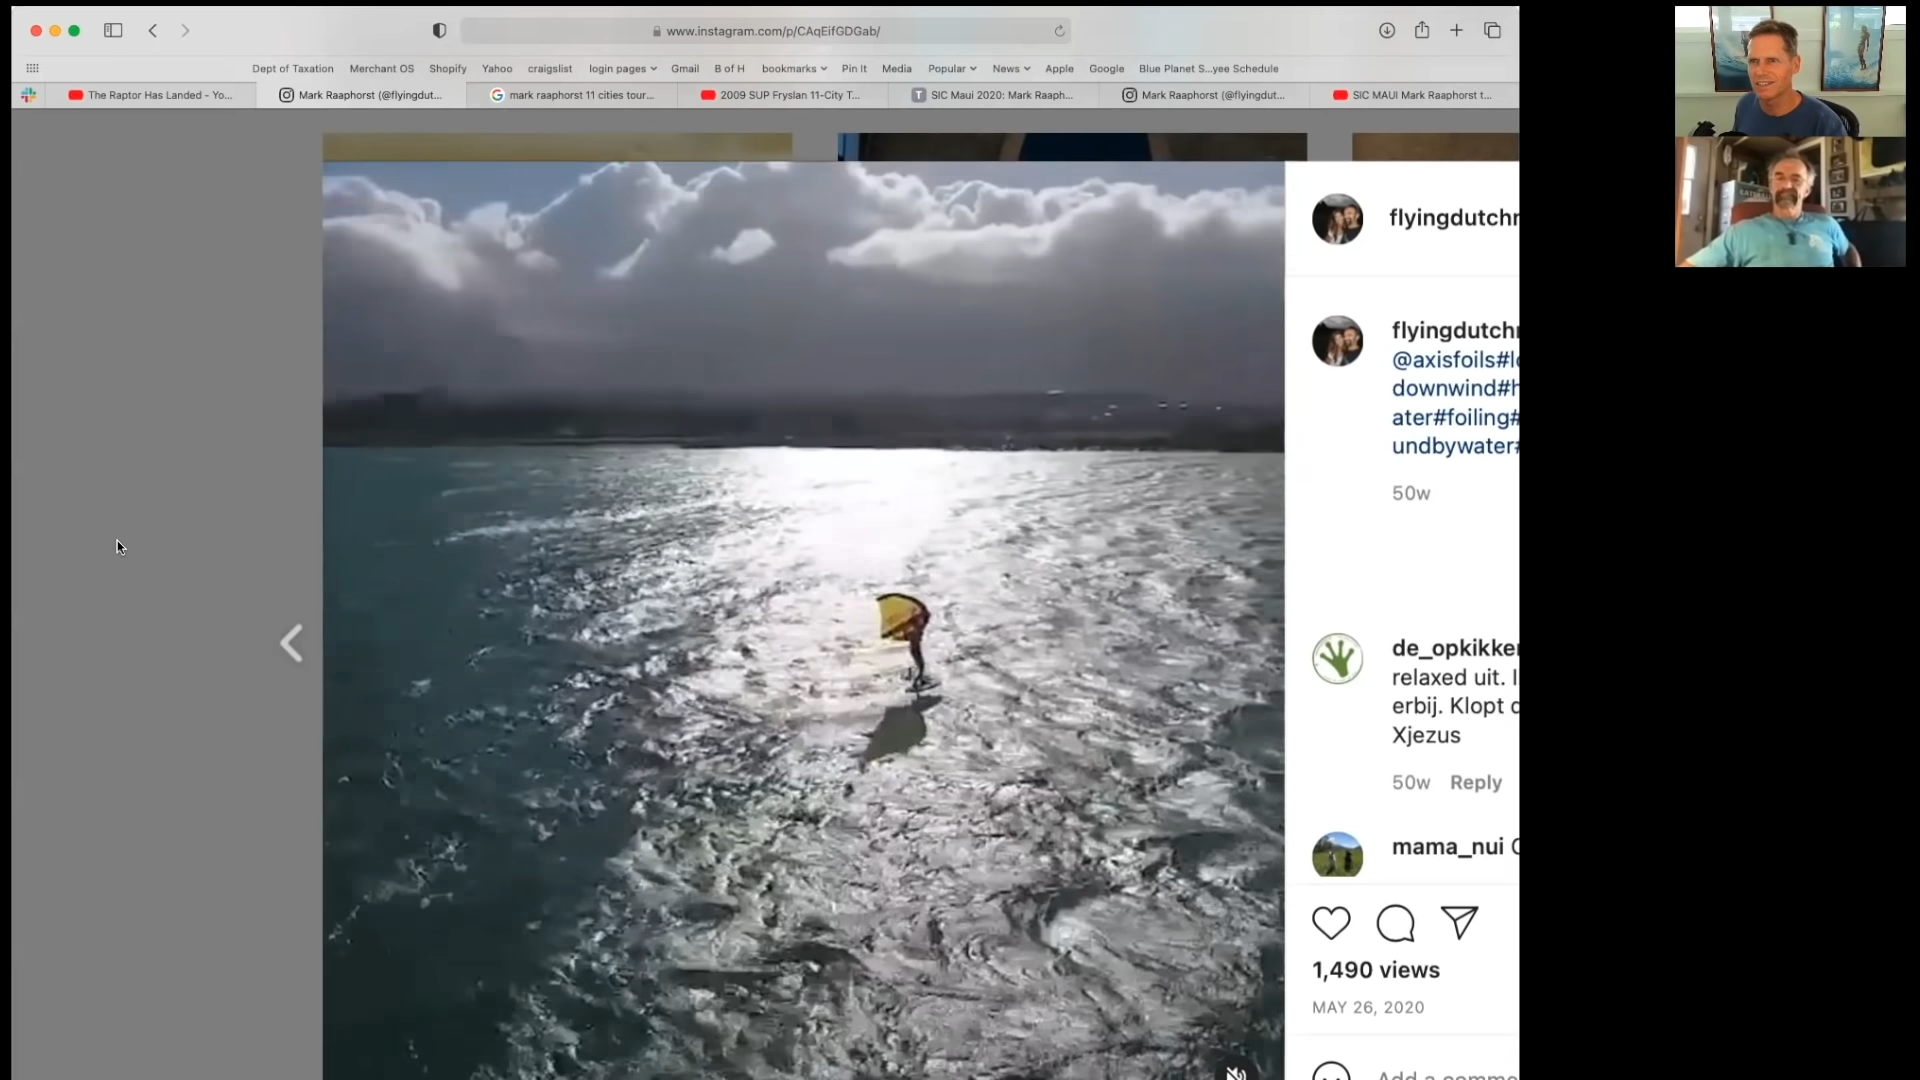 www.instagram.com/p/CAqEifGDGab/
Dept of Taxation Merchant OS Shopify Yahoo craigslist login pages Gmail B of H bookmarks Pin It Media Popular News Apple Google Blue Planet S...yee Schedule
The Raptor Has Landed - Yo... Mark Raaphorst (@flyingdut... mark raaphorst 11 cities tour... 2009 SUP Fryslan 11-City T... T SIC Maui 2020: Mark Raaph... Mark Raaphorst (@flyingdut... SIC MAUI Mark Raaphorst t...
flyingdutchr
flyingdutchr
@axisfoils#lo
downwind#h
ater#foiling#
undbywater#
50w
de_opkikker
relaxed uit. I
erbij. Klopt d
Xjezus
50w Reply
mama_nui
1,490 views
MAY 26, 2020
Add a comme